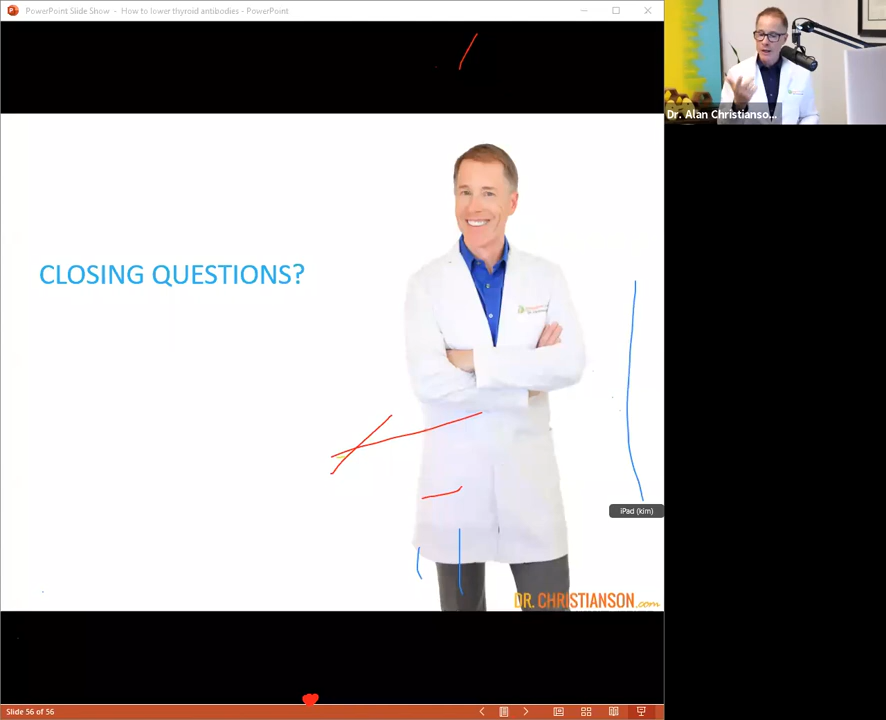 PowerPoint Slide Show - How to lower thyroid antibodies - PowerPoint
Dr. Alan Christianso...
CLOSING QUESTIONS?
iPad (kim)
DR. CHRISTIANSON.com
Slide 56 of 56